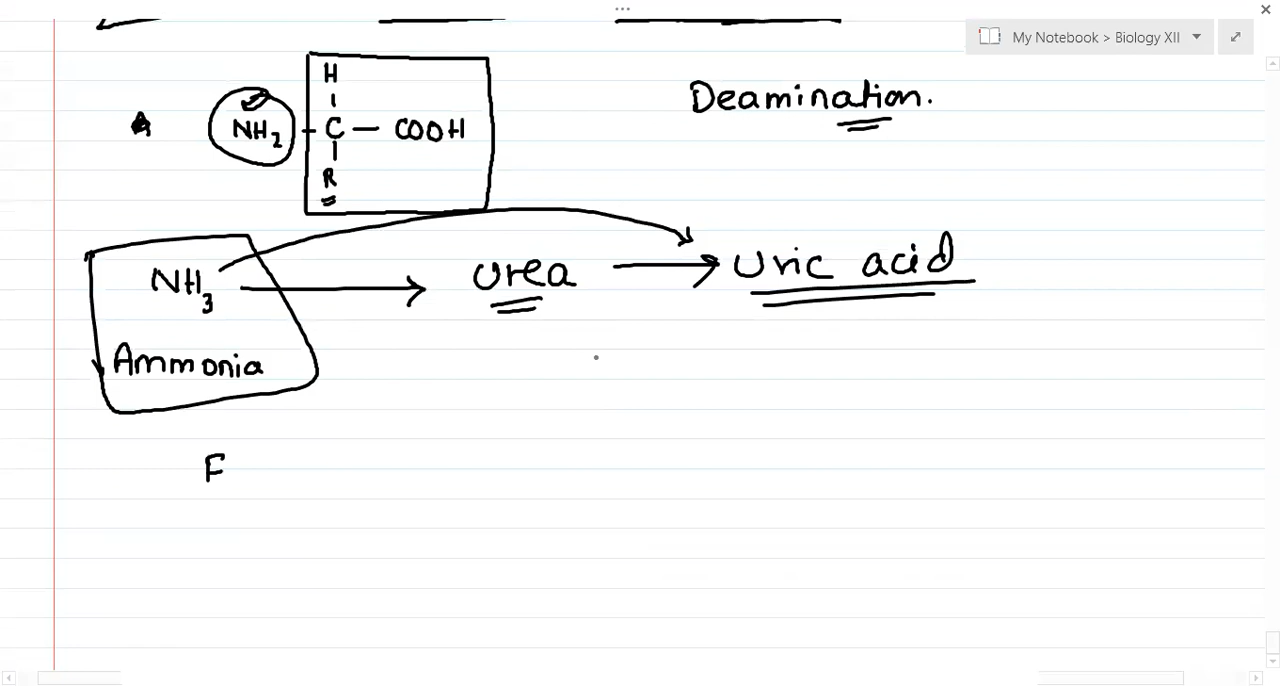 My Notebook > Biology XII
H
Deamination.
A NH2 - C - COOH
R
NH3 → urea → Uric acid
Ammonia
F